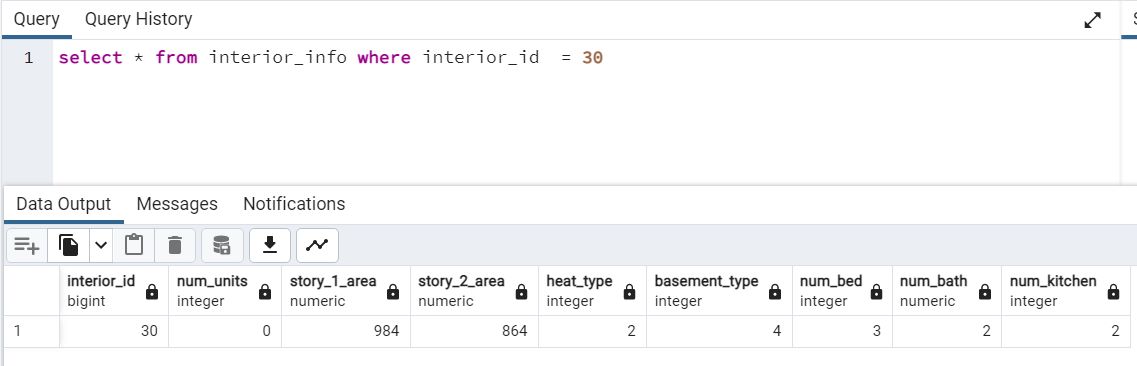 Query Query History
1 select * from interior_info where interior_id  = 30
Data Output Messages Notifications
interior_id num_units story_1_area story_2_area heat_type basement_type num_bed num_bath num_kitchen
bigint integer numeric numeric integer integer integer numeric integer
1 30 0 984 864 2 4 3 2 2